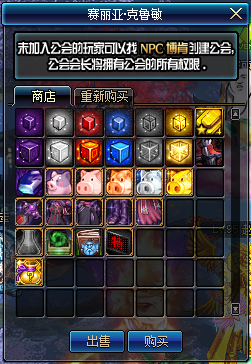 赛丽亚·克鲁敏
未加入公会的玩家可以找 NPC 博肯创建公会,
公会会长将拥有公会的所有权限.
商店 重新购买
特
出售 购买